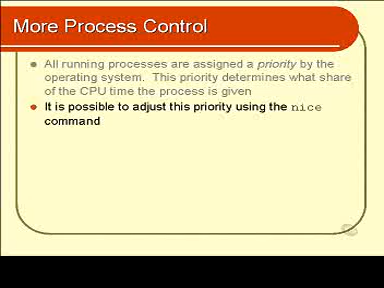 More Process Control
All running processes are assigned a priority by the
operating system. This priority determines what share
of the CPU time the process is given
It is possible to adjust this priority using the nice
command